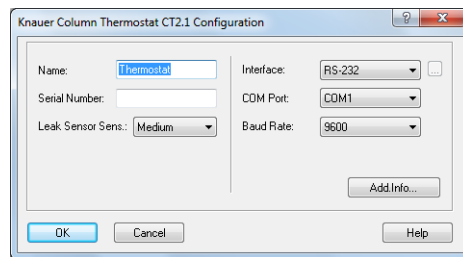 Knauer Column Thermostat CT2.1 Configuration
Name: Thermostat
Serial Number:
Leak Sensor Sens.: Medium
Interface: RS-232 ...
COM Port: COM1
Baud Rate: 9600
Add.Info...
OK Cancel Help